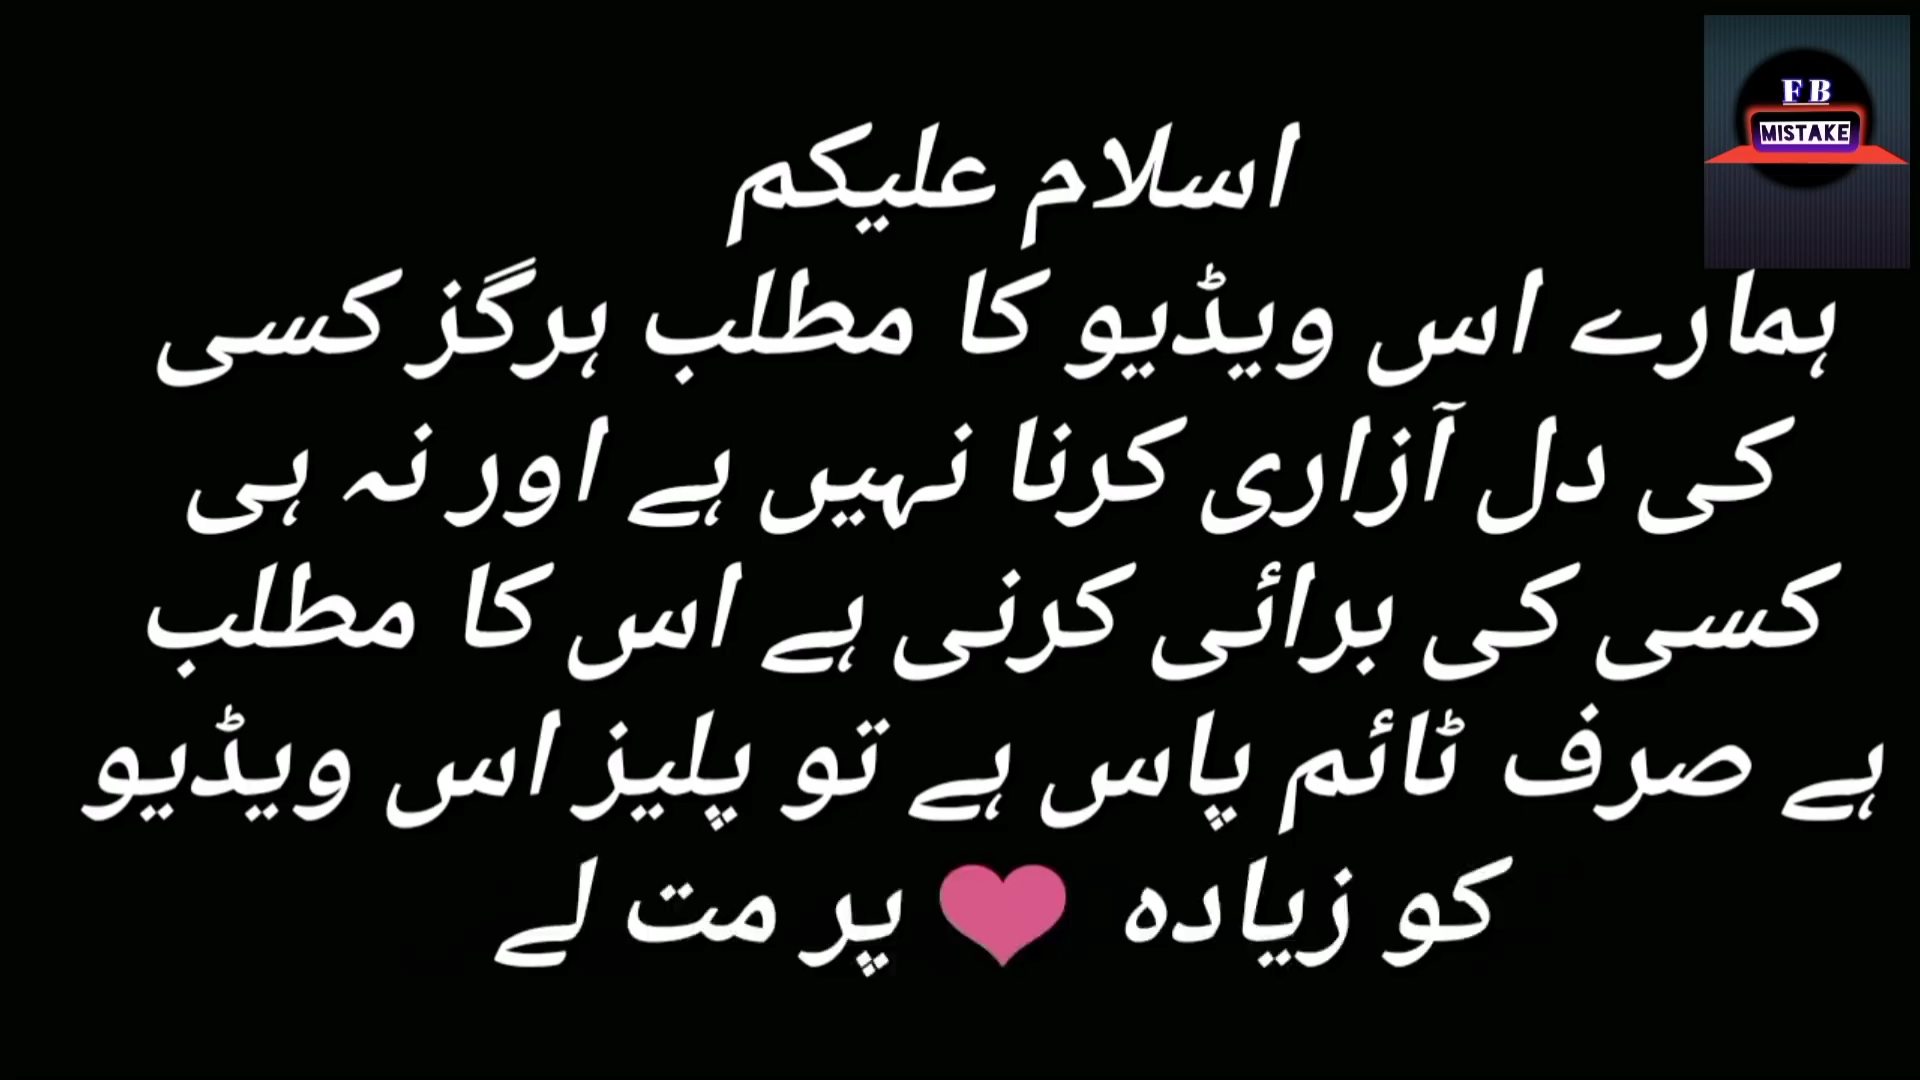 F B
MISTAKE
اسلام علیکم
ہمارے اس ویڈیو کا مطلب ہرگز کسی
کی دل آزاری کرنا نہیں ہے اور نہ ہی
کسی کی برائی کرنی ہے اس کا مطلب
ہے صرف ٹائم پاس ہے تو پلیز اس ویڈیو
کو زیادہ ❤ پر مت لے